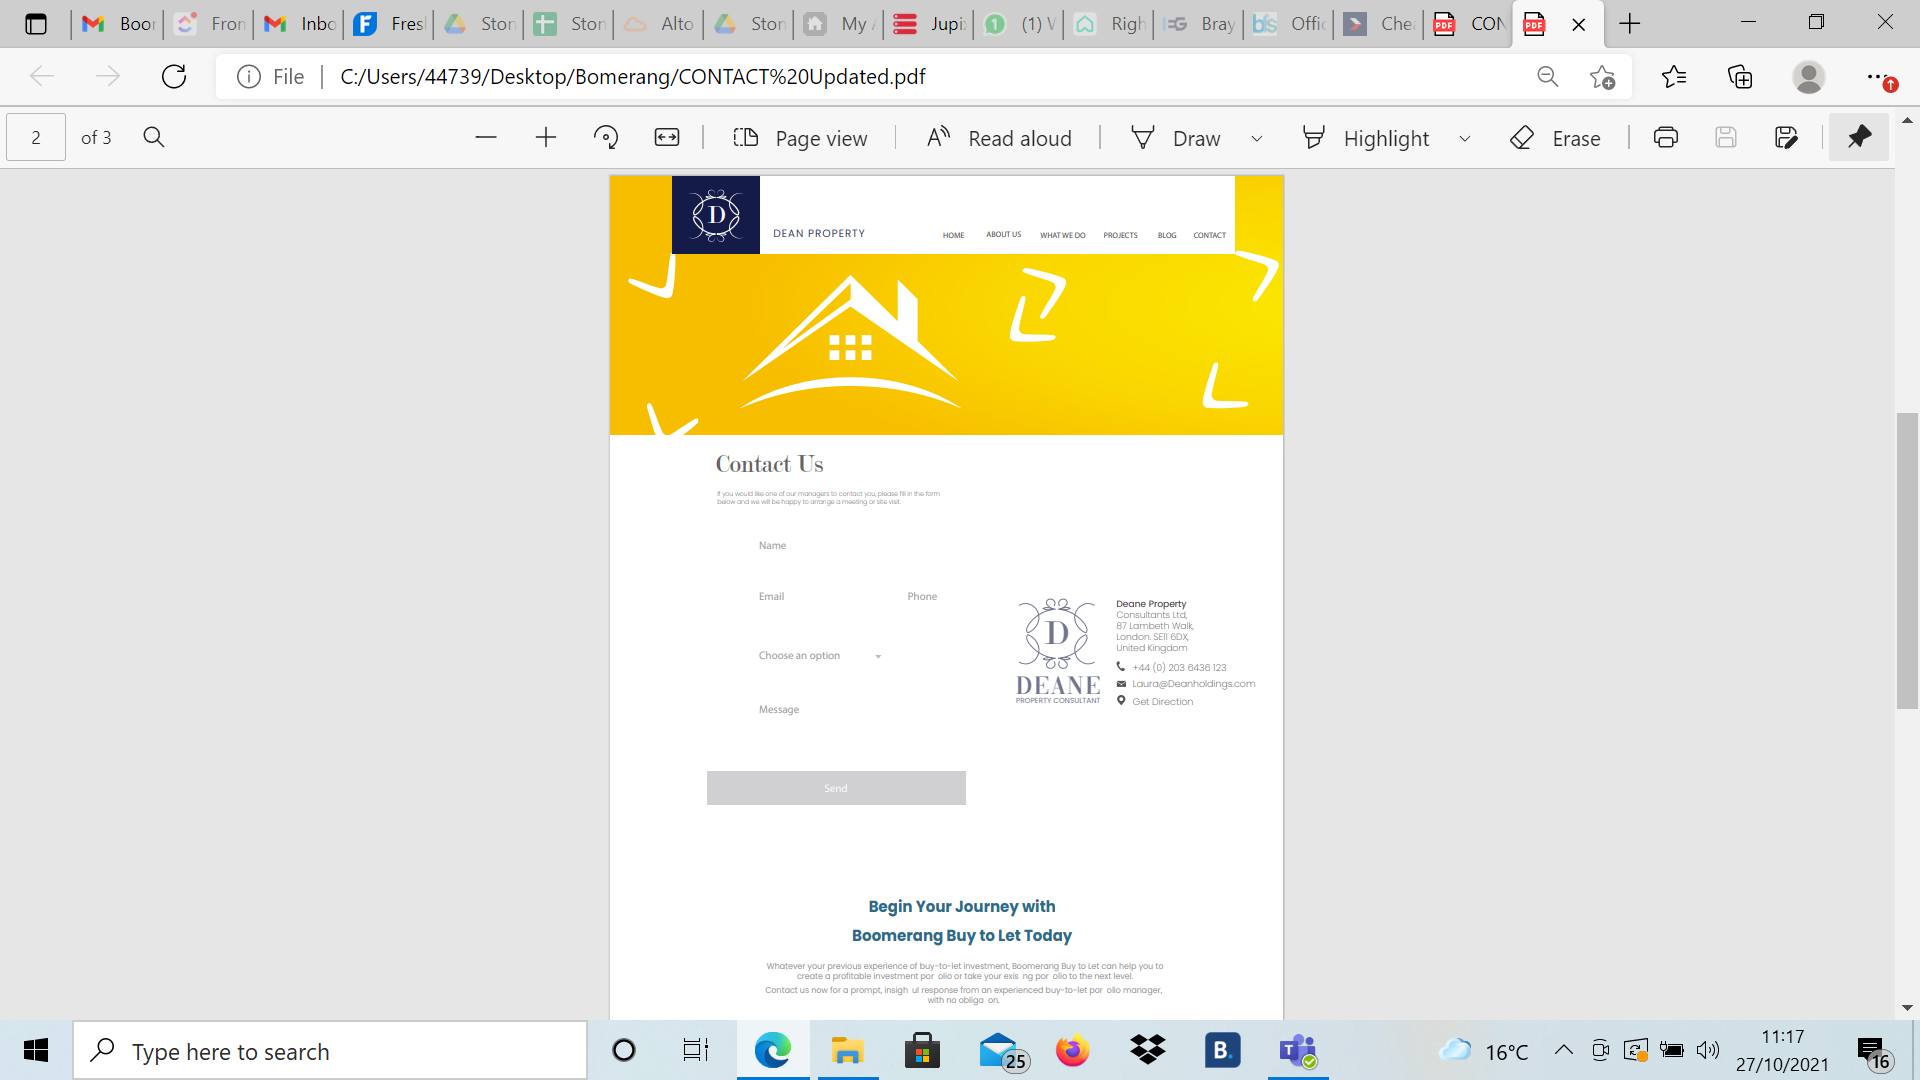 Boor
Fron
Inbo
Fresl
Ston
Ston
Alto
Ston
My A
Jupi
(1) V
Righ
Bray
Offic
Chea
CON
File
C:/Users/44739/Desktop/Bomerang/CONTACT%20Updated.pdf
2 of 3
Page view
Read aloud
Draw
Highlight
Erase
D
DEAN PROPERTY
HOME ABOUT US WHAT WE DO PROJECTS BLOG CONTACT
Contact Us
If you would like one of our managers to contact you, please fill in the form
below and we will be happy to arrange a meeting or site visit.
Name
Email
Phone
Choose an option
Message
Send
D
DEANE
PROPERTY CONSULTANT
Deane Property
Consultants Ltd,
87 Lambeth Walk,
London. SE11 6DX,
United Kingdom
+44 (0) 203 6436 123
Laura@Deanholdings.com
Get Direction
Begin Your Journey with
Boomerang Buy to Let Today
Whatever your previous experience of buy-to-let investment, Boomerang Buy to Let can help you to
create a profitable investment por olio or take your exis ng por olio to the next level.
Contact us now for a prompt, insigh ul response from an experienced buy-to-let por olio manager,
with no obliga on.
Type here to search
25
B.
16°C
11:17
27/10/2021
16